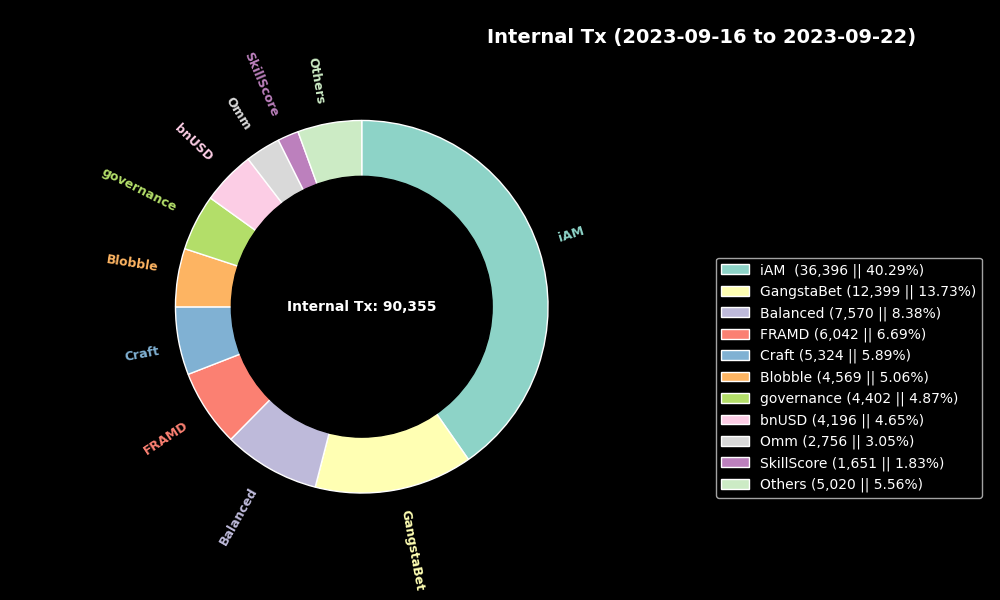 Internal Tx (2023-09-16 to 2023-09-22)
Others
SkillScore
Omm
bnUSD
governance
Blobble
Craft
FRAMD
Balanced
GangstaBet
iAM
Internal Tx: 90,355
iAM  (36,396 || 40.29%)
GangstaBet (12,399 || 13.73%)
Balanced (7,570 || 8.38%)
FRAMD (6,042 || 6.69%)
Craft (5,324 || 5.89%)
Blobble (4,569 || 5.06%)
governance (4,402 || 4.87%)
bnUSD (4,196 || 4.65%)
Omm (2,756 || 3.05%)
SkillScore (1,651 || 1.83%)
Others (5,020 || 5.56%)